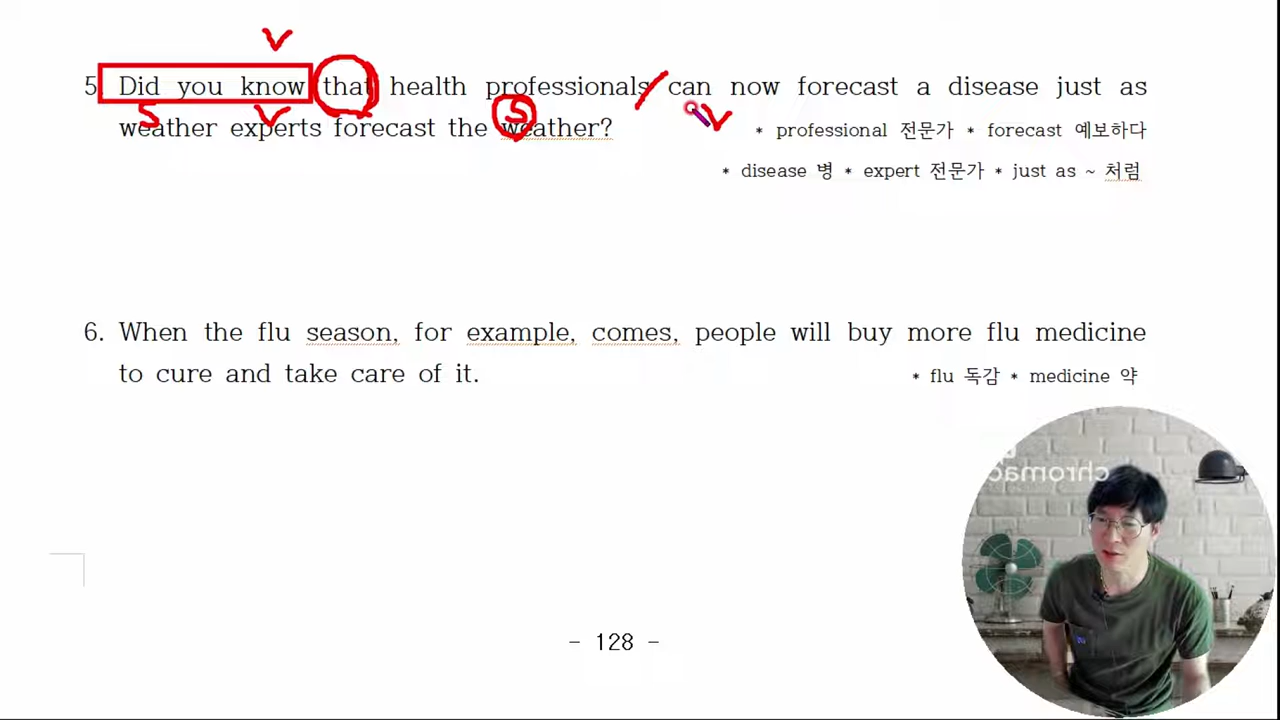 V
5. Did you know that health professionals / can now forecast a disease just as
S V S V
weather experts forecast the weather?
* professional 전문가 * forecast 예보하다
* disease 병 * expert 전문가 * just as ~ 처럼
6. When the flu season, for example, comes, people will buy more flu medicine
to cure and take care of it.
* flu 독감 * medicine 약
- 128 -